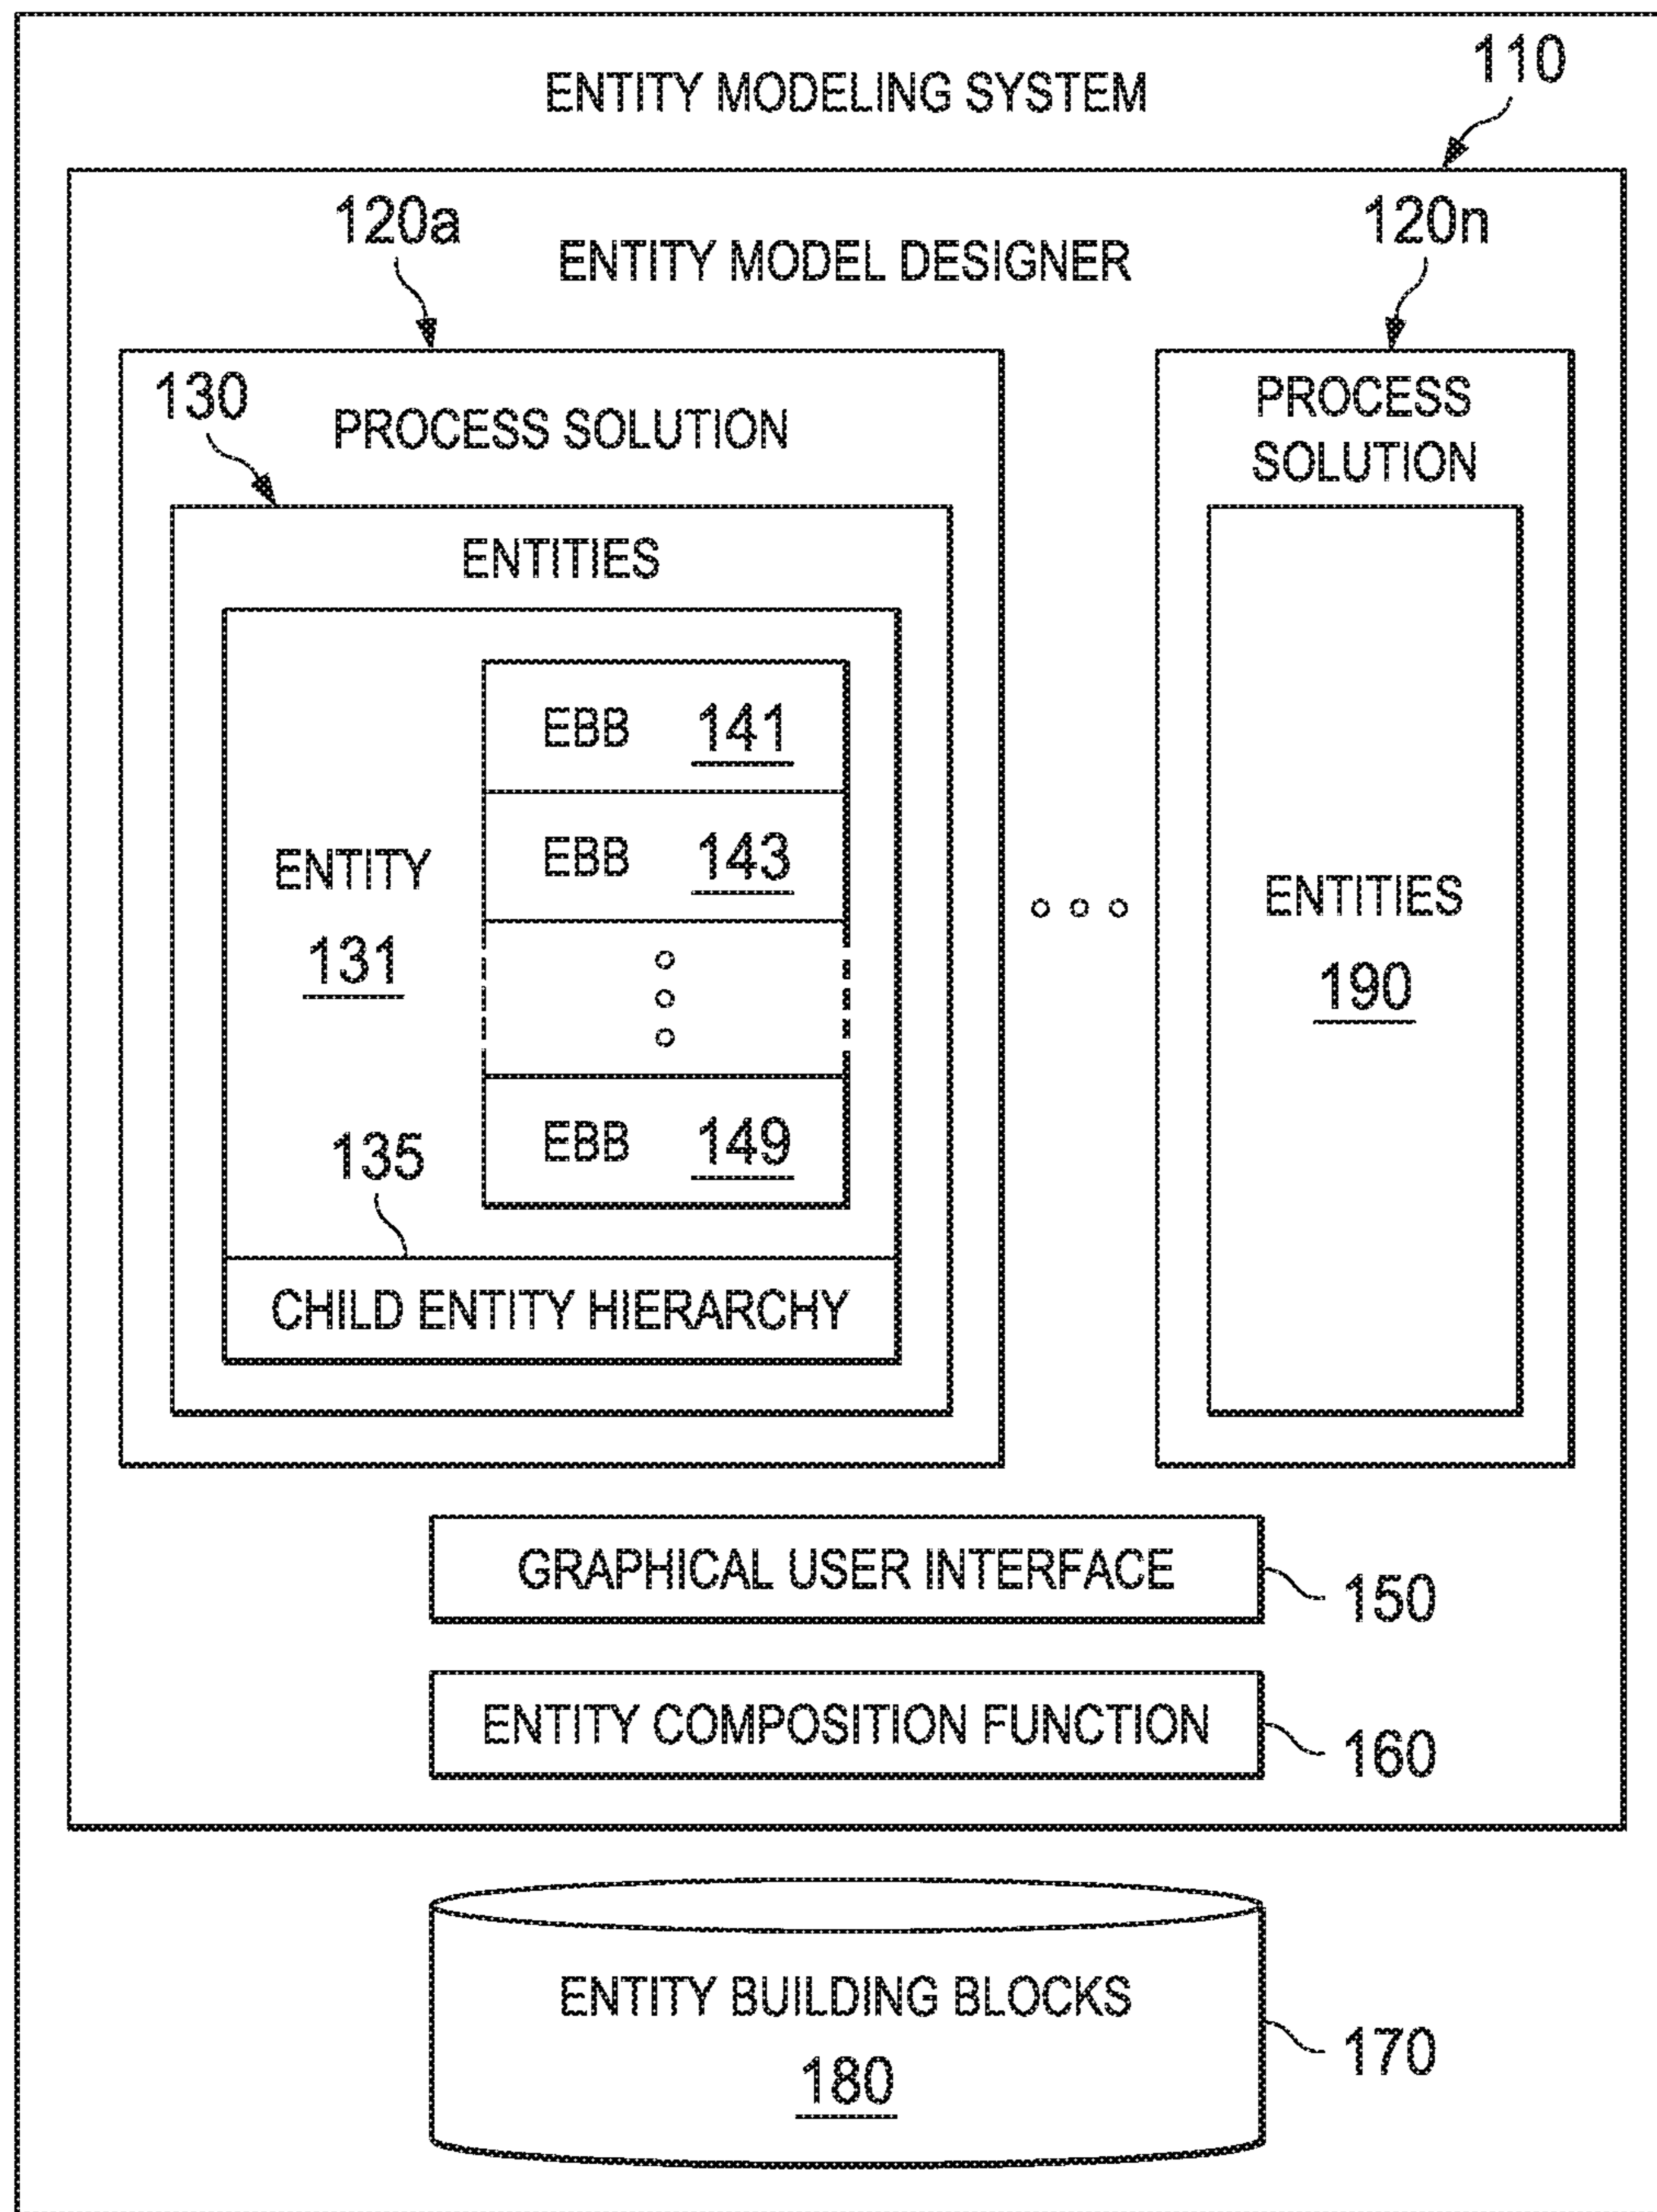 ENTITY MODELING SYSTEM
110
120a
120n
ENTITY MODEL DESIGNER
130
PROCESS SOLUTION
ENTITIES
ENTITY
131
EBB 141
EBB 143
EBB 149
135
CHILD ENTITY HIERARCHY
PROCESS
SOLUTION
ENTITIES
190
GRAPHICAL USER INTERFACE
150
ENTITY COMPOSITION FUNCTION
160
ENTITY BUILDING BLOCKS
180
170